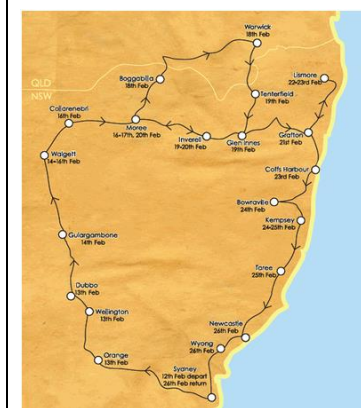 Warwick
18th Feb
Lismore
22-23rd Feb
QLD
NSW
Boggabilla
18th Feb
Tenterfield
19th Feb
Collarenebri
16th Feb
Moree
16-17th, 20th Feb
Inverell
19-20th Feb
Glen Innes
19th Feb
Grafton
21st Feb
Walgett
14-16th Feb
Coffs Harbour
23rd Feb
Bowraville
24th Feb
Kempsey
24-25th Feb
Gulargambone
14th Feb
Taree
25th Feb
Dubbo
13th Feb
Wellington
13th Feb
Newcastle
26th Feb
Wyong
26th Feb
Orange
13th Feb
Sydney
12th Feb depart
26th Feb return